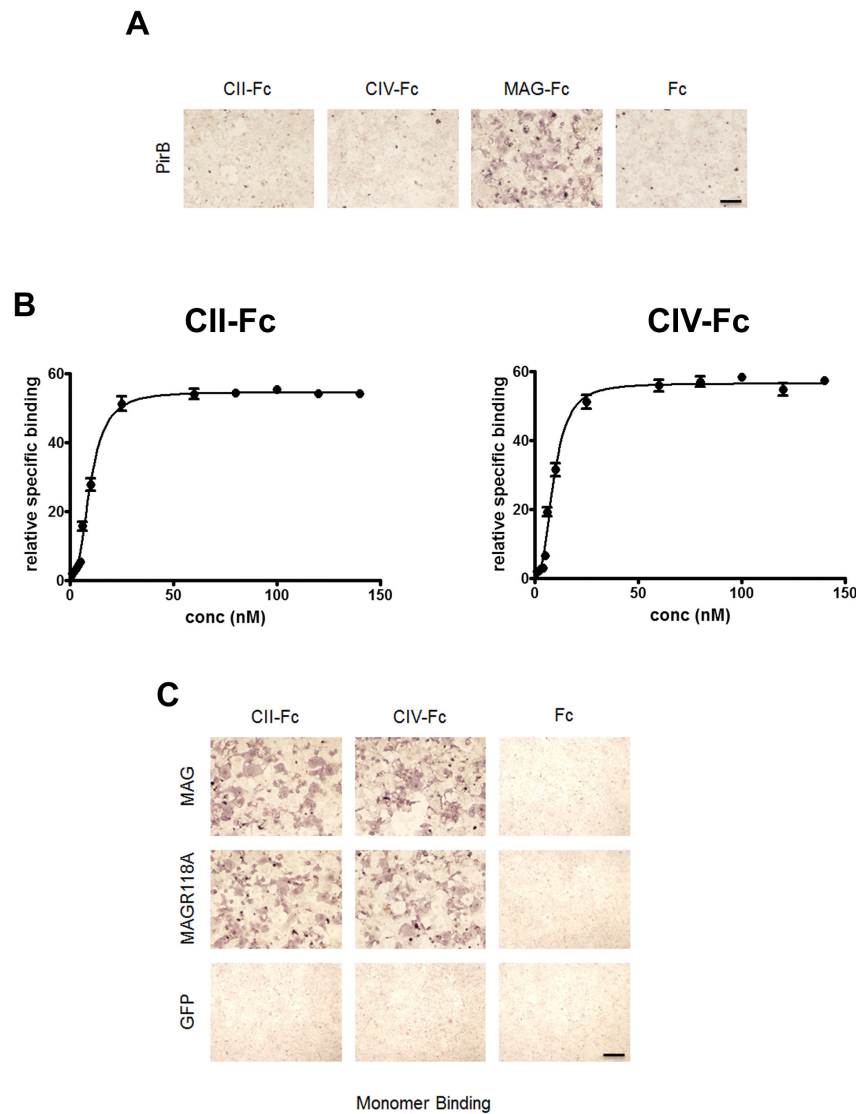 A
CII-Fc CIV-Fc MAG-Fc Fc
PirB
B
CII-Fc
CIV-Fc
relative specific binding
60
40
20
0
0 50 100 150
conc (nM)
relative specific binding
60
40
20
0
0 50 100 150
conc (nM)
C
CII-Fc CIV-Fc Fc
MAG
MAGR118A
GFP
Monomer Binding